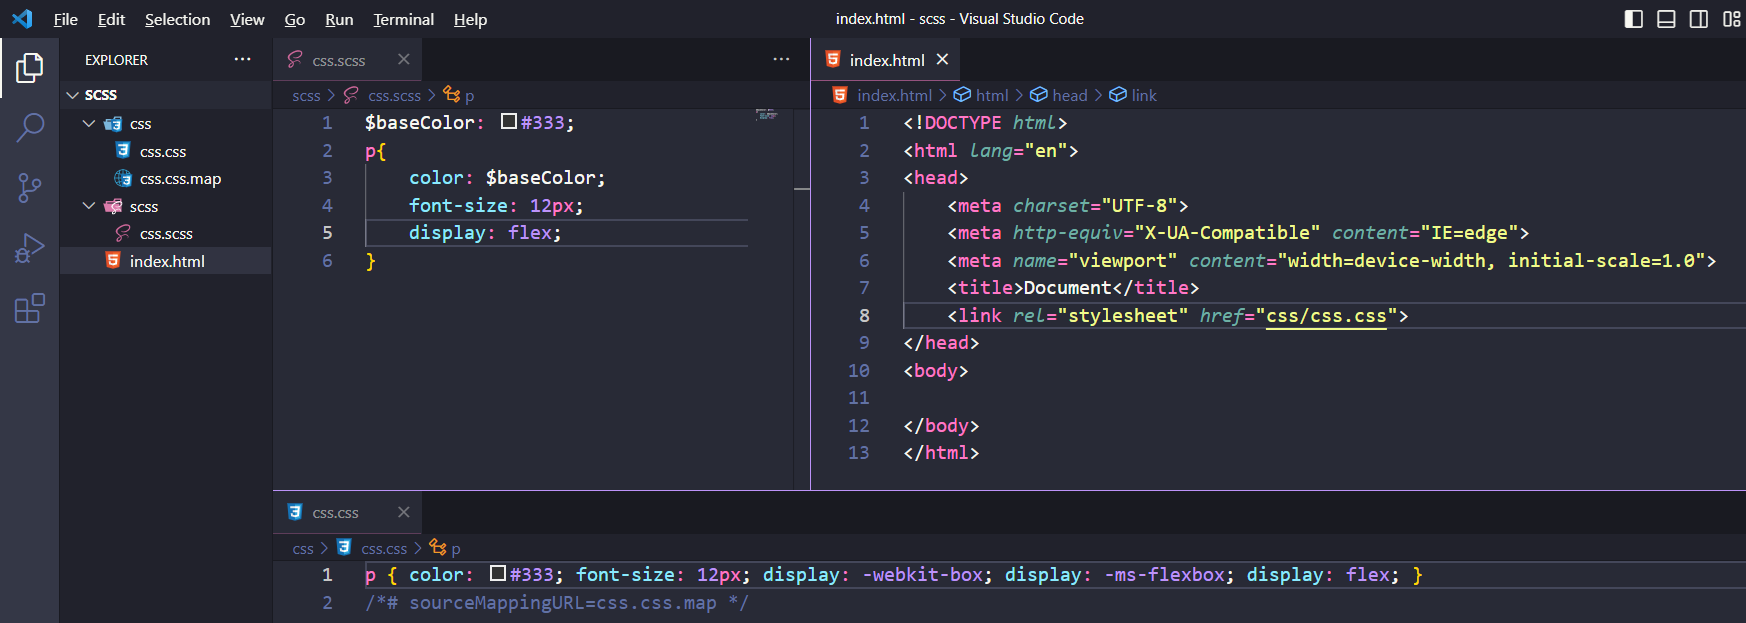 File Edit Selection View Go Run Terminal Help
index.html - scss - Visual Studio Code
EXPLORER ···
SCSS
css
css.css
css.css.map
scss
css.scss
index.html
css.scss
scss > css.scss > p
1 $baseColor: #333;
2 p{
3 color: $baseColor;
4 font-size: 12px;
5 display: flex;
6 }
index.html
index.html > html > head > link
1 <!DOCTYPE html>
2 <html lang="en">
3 <head>
4 <meta charset="UTF-8">
5 <meta http-equiv="X-UA-Compatible" content="IE=edge">
6 <meta name="viewport" content="width=device-width, initial-scale=1.0">
7 <title>Document</title>
8 <link rel="stylesheet" href="css/css.css">
9 </head>
10 <body>
11
12 </body>
13 </html>
css.css
css > css.css > p
1 p { color: #333; font-size: 12px; display: -webkit-box; display: -ms-flexbox; display: flex; }
2 /*# sourceMappingURL=css.css.map */